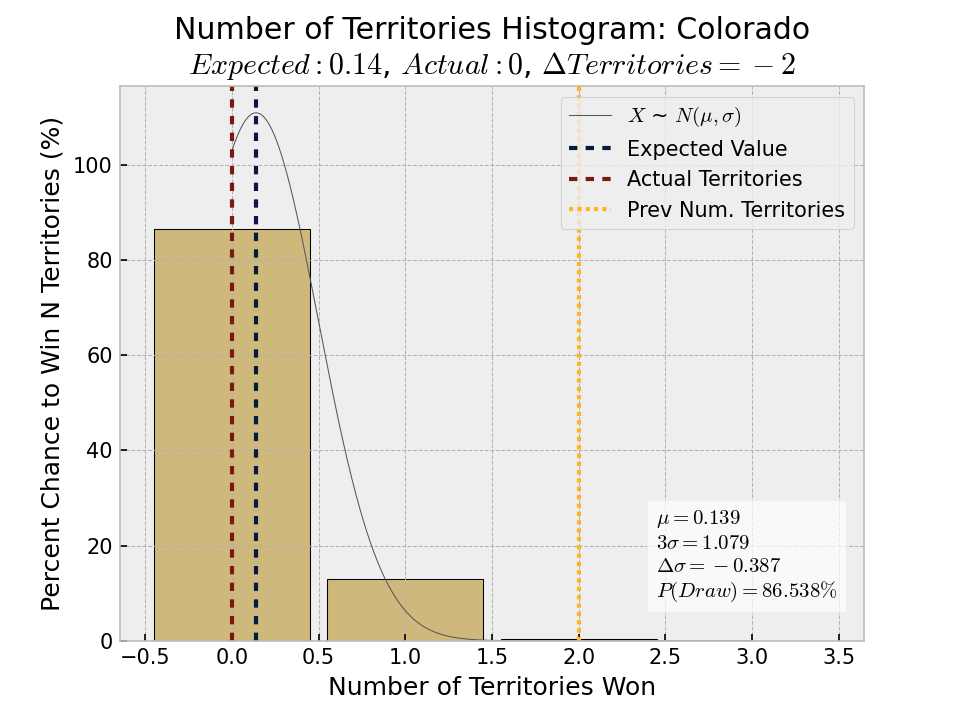 Number of Territories Histogram: Colorado
Expected : 0.14, Actual : 0, ΔTerritories = −2
Percent Chance to Win N Territories (%)
100
80
60
40
20
0
X ~ N(μ, σ)
Expected Value
Actual Territories
Prev Num. Territories
μ = 0.139
3σ = 1.079
Δσ = −0.387
P(Draw) = 86.538%
−0.5 0.0 0.5 1.0 1.5 2.0 2.5 3.0 3.5
Number of Territories Won